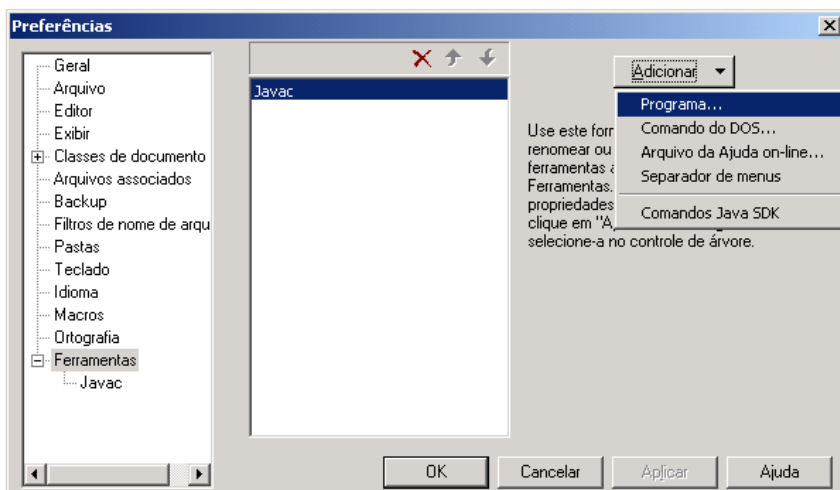 Preferências
Geral
Arquivo
Editor
Exibir
Classes de documento
Arquivos associados
Backup
Filtros de nome de arqu
Pastas
Teclado
Idioma
Macros
Ortografia
Ferramentas
Javac
Javac
Adicionar
Programa...
Comando do DOS...
Arquivo da Ajuda on-line...
Separador de menus
Comandos Java SDK
Use este for
renomear ou
ferramentas
Ferramentas.
propriedades
clique em "A
selecione-a no controle de árvore.
OK
Cancelar
Aplicar
Ajuda